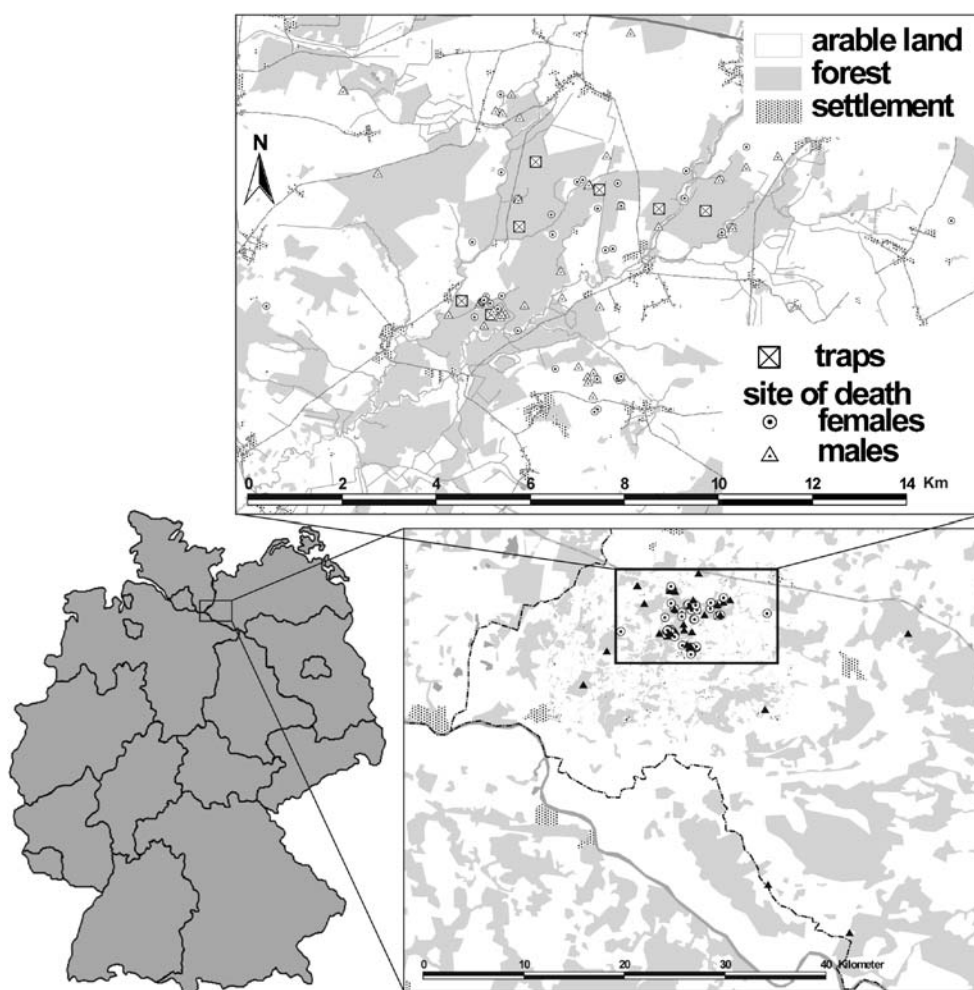 arable land
forest
settlement
N
traps
site of death
females
males
0 2 4 6 8 10 12 14 Km
0 10 20 30 40 Kilometer